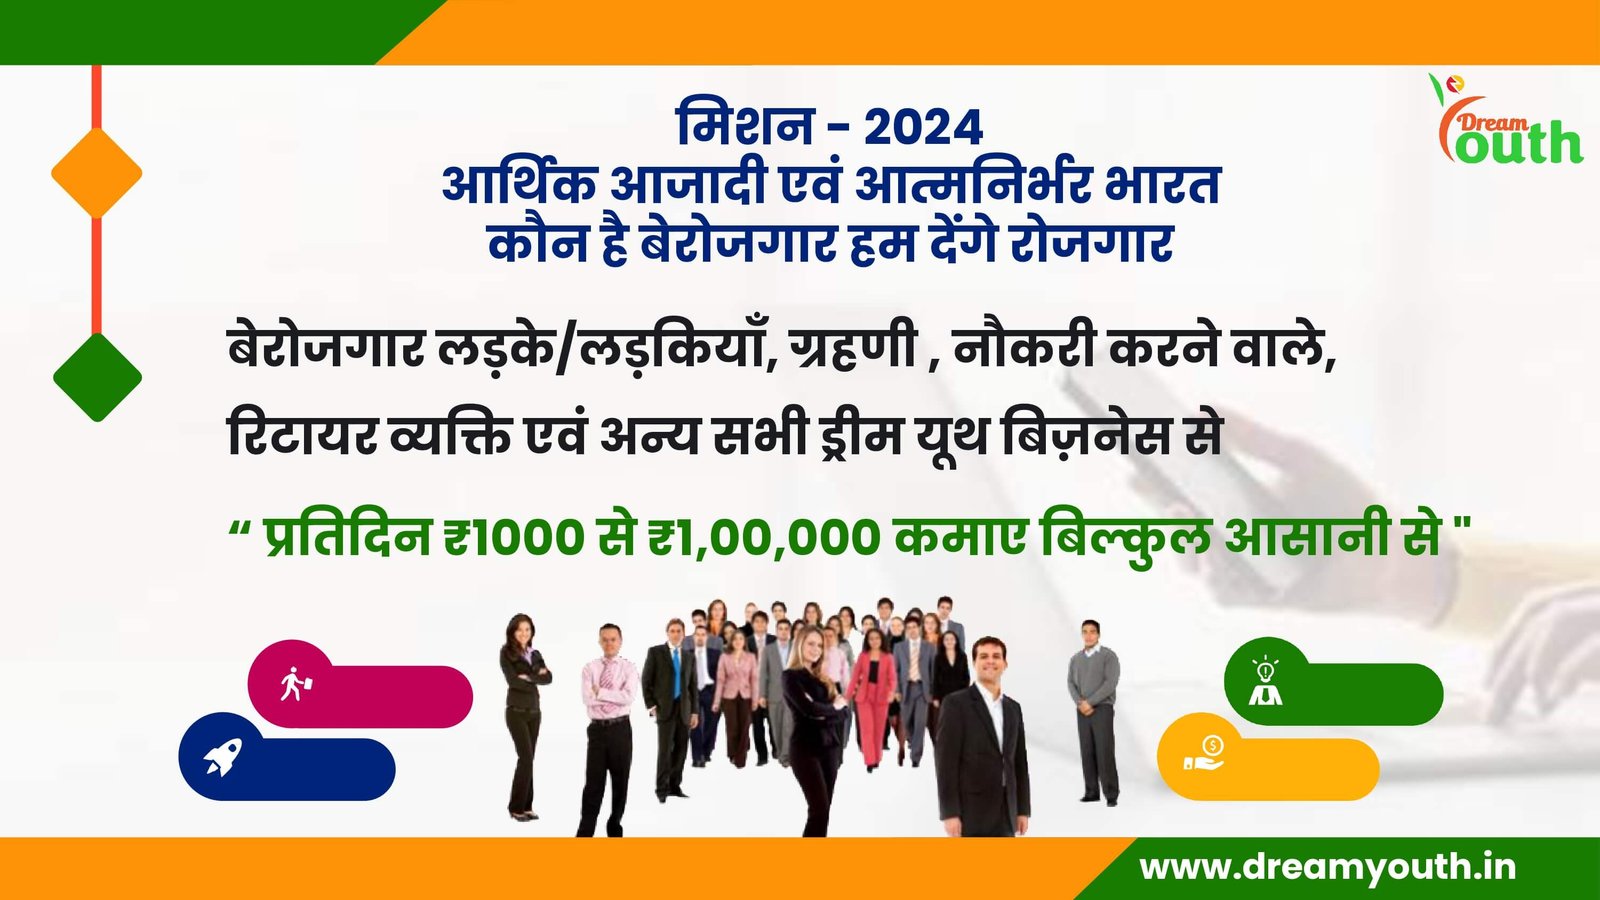 मिशन - 2024
Dream
Youth
आर्थिक आजादी एवं आत्मनिर्भर भारत
कौन है बेरोजगार हम देंगे रोजगार
बेरोजगार लड़के/लड़कियाँ, ग्रहणी , नौकरी करने वाले,
रिटायर व्यक्ति एवं अन्य सभी ड्रीम यूथ बिज़नेस से
“ प्रतिदिन ₹1000 से ₹1,00,000 कमाए बिल्कुल आसानी से "
www.dreamyouth.in